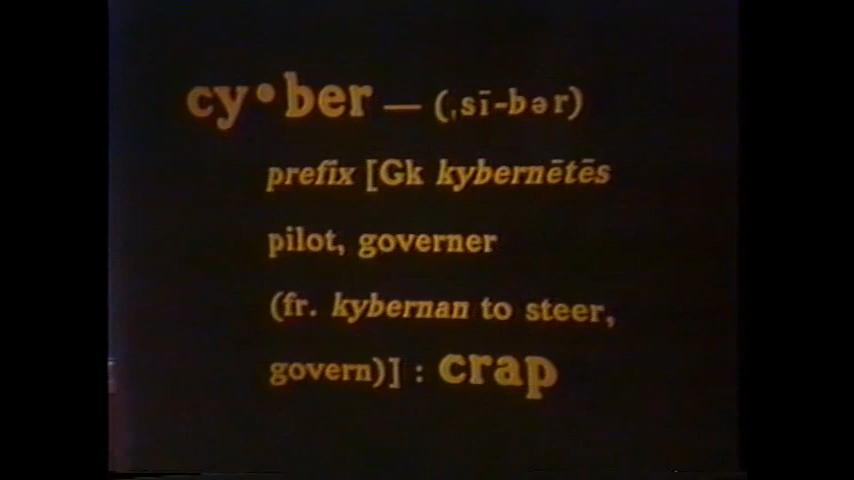 cy•ber — (ˌsī-bər)
prefix [Gk kybernētēs
pilot, governer
(fr. kybernan to steer,
govern)] : crap